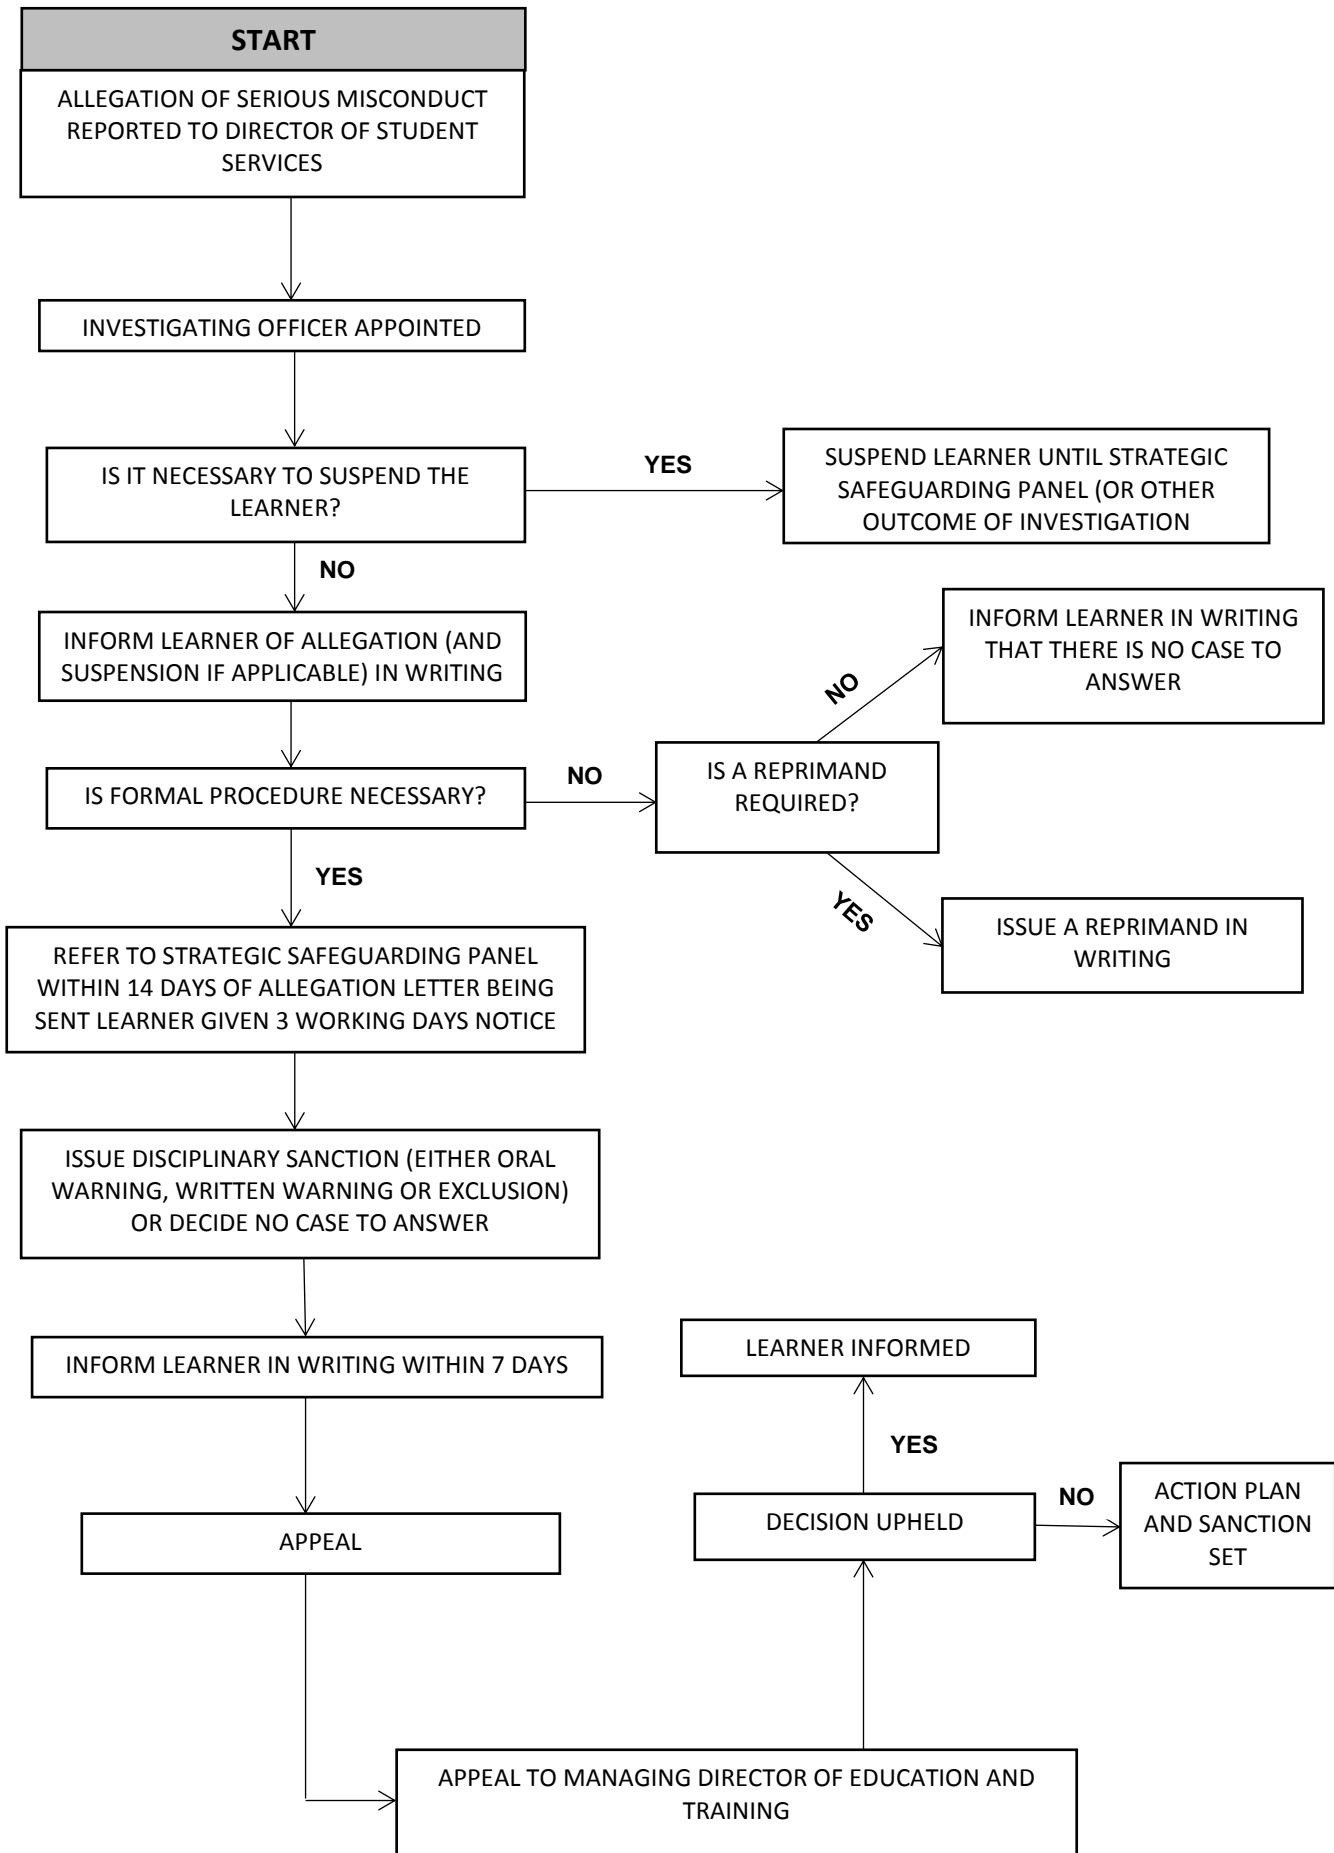 START
ALLEGATION OF SERIOUS MISCONDUCT
REPORTED TO DIRECTOR OF STUDENT
SERVICES
INVESTIGATING OFFICER APPOINTED
IS IT NECESSARY TO SUSPEND THE
LEARNER?
YES
SUSPEND LEARNER UNTIL STRATEGIC
SAFEGUARDING PANEL (OR OTHER
OUTCOME OF INVESTIGATION
NO
INFORM LEARNER OF ALLEGATION (AND
SUSPENSION IF APPLICABLE) IN WRITING
IS FORMAL PROCEDURE NECESSARY?
NO
IS A REPRIMAND
REQUIRED?
NO
INFORM LEARNER IN WRITING
THAT THERE IS NO CASE TO
ANSWER
YES
ISSUE A REPRIMAND IN
WRITING
YES
REFER TO STRATEGIC SAFEGUARDING PANEL
WITHIN 14 DAYS OF ALLEGATION LETTER BEING
SENT LEARNER GIVEN 3 WORKING DAYS NOTICE
ISSUE DISCIPLINARY SANCTION (EITHER ORAL
WARNING, WRITTEN WARNING OR EXCLUSION)
OR DECIDE NO CASE TO ANSWER
INFORM LEARNER IN WRITING WITHIN 7 DAYS
APPEAL
APPEAL TO MANAGING DIRECTOR OF EDUCATION AND
TRAINING
DECISION UPHELD
YES
LEARNER INFORMED
NO
ACTION PLAN
AND SANCTION
SET